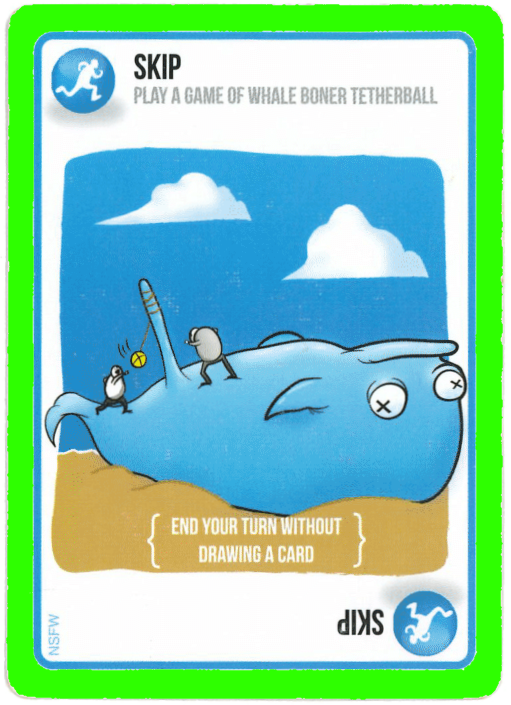 SKIP
PLAY A GAME OF WHALE BONER TETHERBALL
END YOUR TURN WITHOUT
DRAWING A CARD
NSFW
SKIP